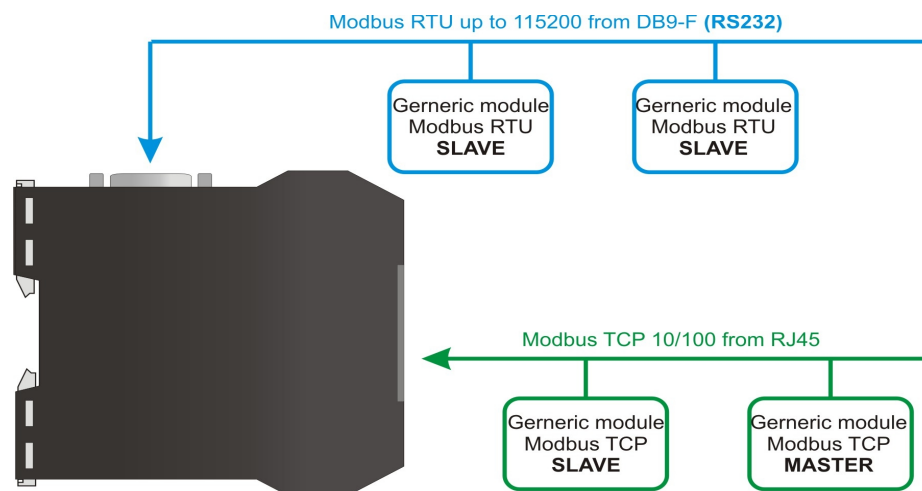 Modbus RTU up to 115200 from DB9-F (RS232)
Gerneric module
Modbus RTU
SLAVE
Gerneric module
Modbus RTU
SLAVE
Modbus TCP 10/100 from RJ45
Gerneric module
Modbus TCP
SLAVE
Gerneric module
Modbus TCP
MASTER